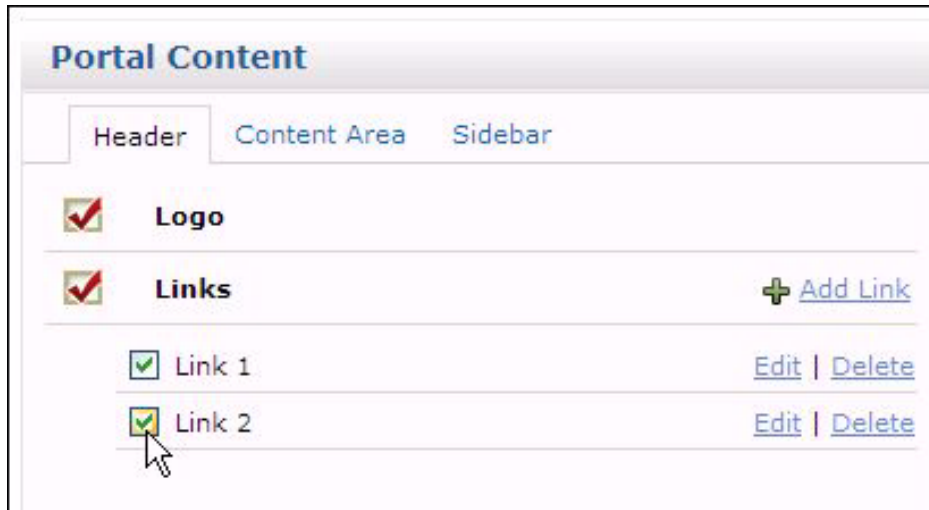 Portal Content
Header Content Area Sidebar
Logo
Links Add Link
Link 1 Edit | Delete
Link 2 Edit | Delete